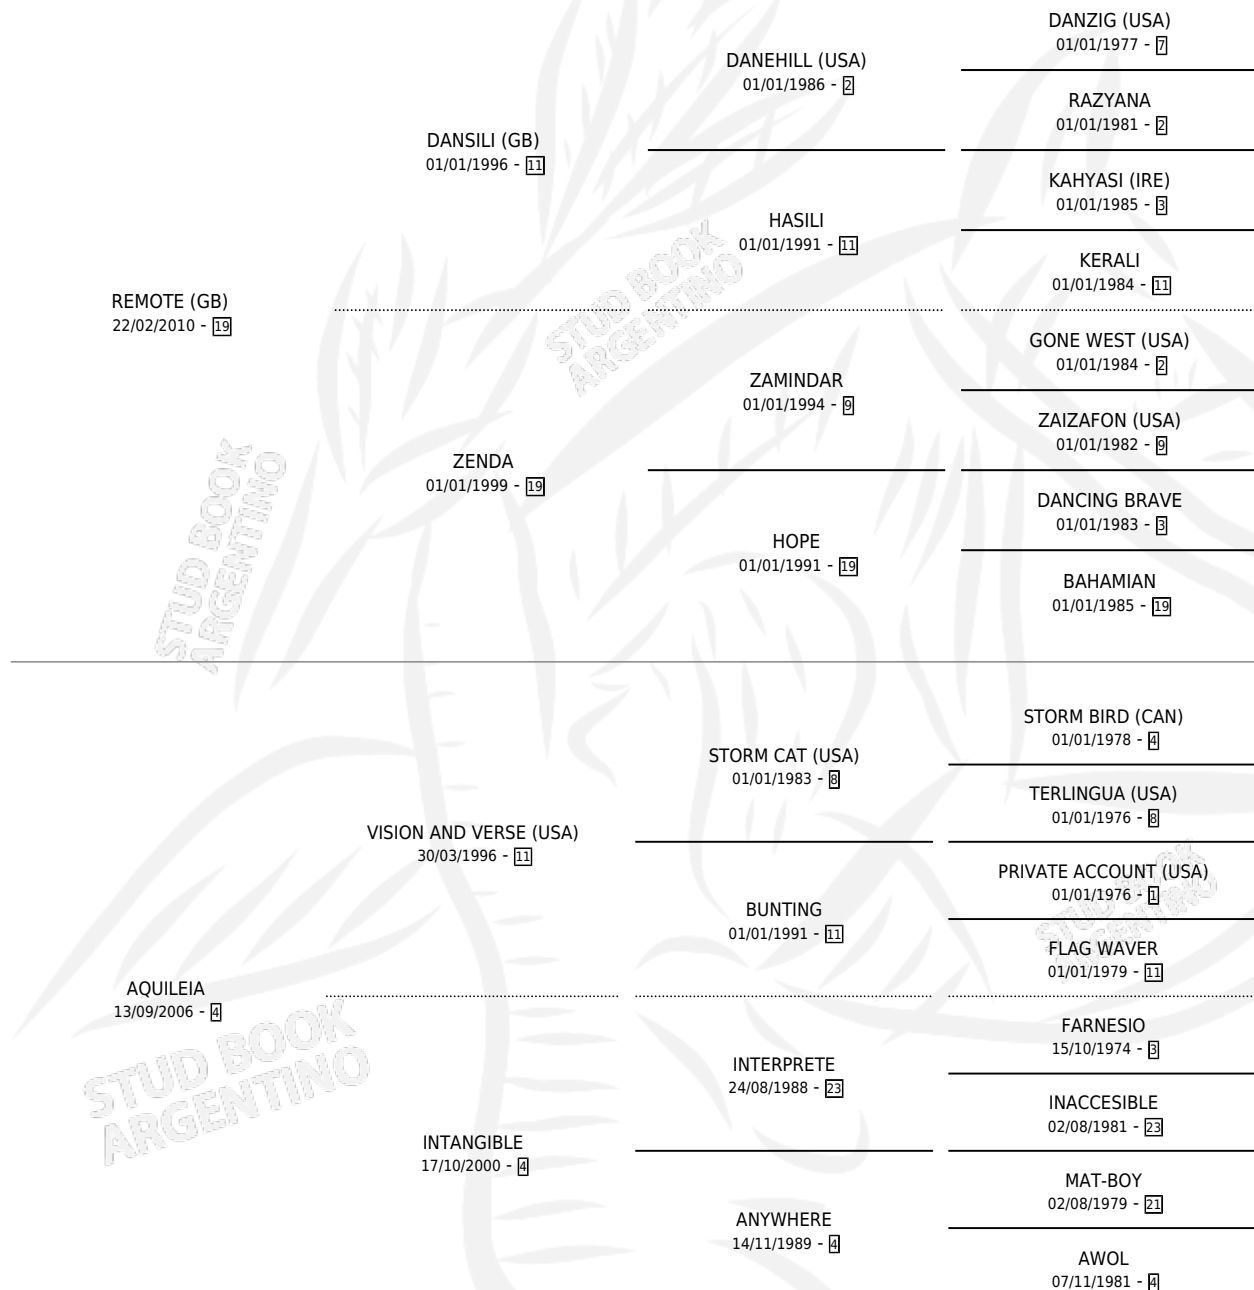 DANZIG (USA)
01/01/1977 - 7
DANEHILL (USA)
01/01/1986 - 2
RAZYANA
01/01/1981 - 2
DANSILI (GB)
01/01/1996 - 11
KAHYASI (IRE)
01/01/1985 - 3
HASILI
01/01/1991 - 11
KERALI
01/01/1984 - 11
REMOTE (GB)
22/02/2010 - 19
STUD BOOK
ARGENTINO
GONE WEST (USA)
01/01/1984 - 2
ZAMINDAR
01/01/1994 - 9
ZAIZAFON (USA)
01/01/1982 - 9
ZENDA
01/01/1999 - 19
DANCING BRAVE
01/01/1983 - 3
HOPE
01/01/1991 - 19
BAHAMIAN
01/01/1985 - 19
STUD BOOK
ARGENTINO
STORM BIRD (CAN)
01/01/1978 - 4
STORM CAT (USA)
01/01/1983 - 8
TERLINGUA (USA)
01/01/1976 - 8
VISION AND VERSE (USA)
30/03/1996 - 11
PRIVATE ACCOUNT (USA)
01/01/1976 - 1
STUD BOOK
ARGENTINO
BUNTING
01/01/1991 - 11
FLAG WAVER
01/01/1979 - 11
AQUILEIA
13/09/2006 - 4
STUD BOOK
ARGENTINO
FARNESIO
15/10/1974 - 3
INTERPRETE
24/08/1988 - 23
INACCESIBLE
02/08/1981 - 23
INTANGIBLE
17/10/2000 - 4
MAT-BOY
02/08/1979 - 21
ANYWHERE
14/11/1989 - 4
AWOL
07/11/1981 - 4